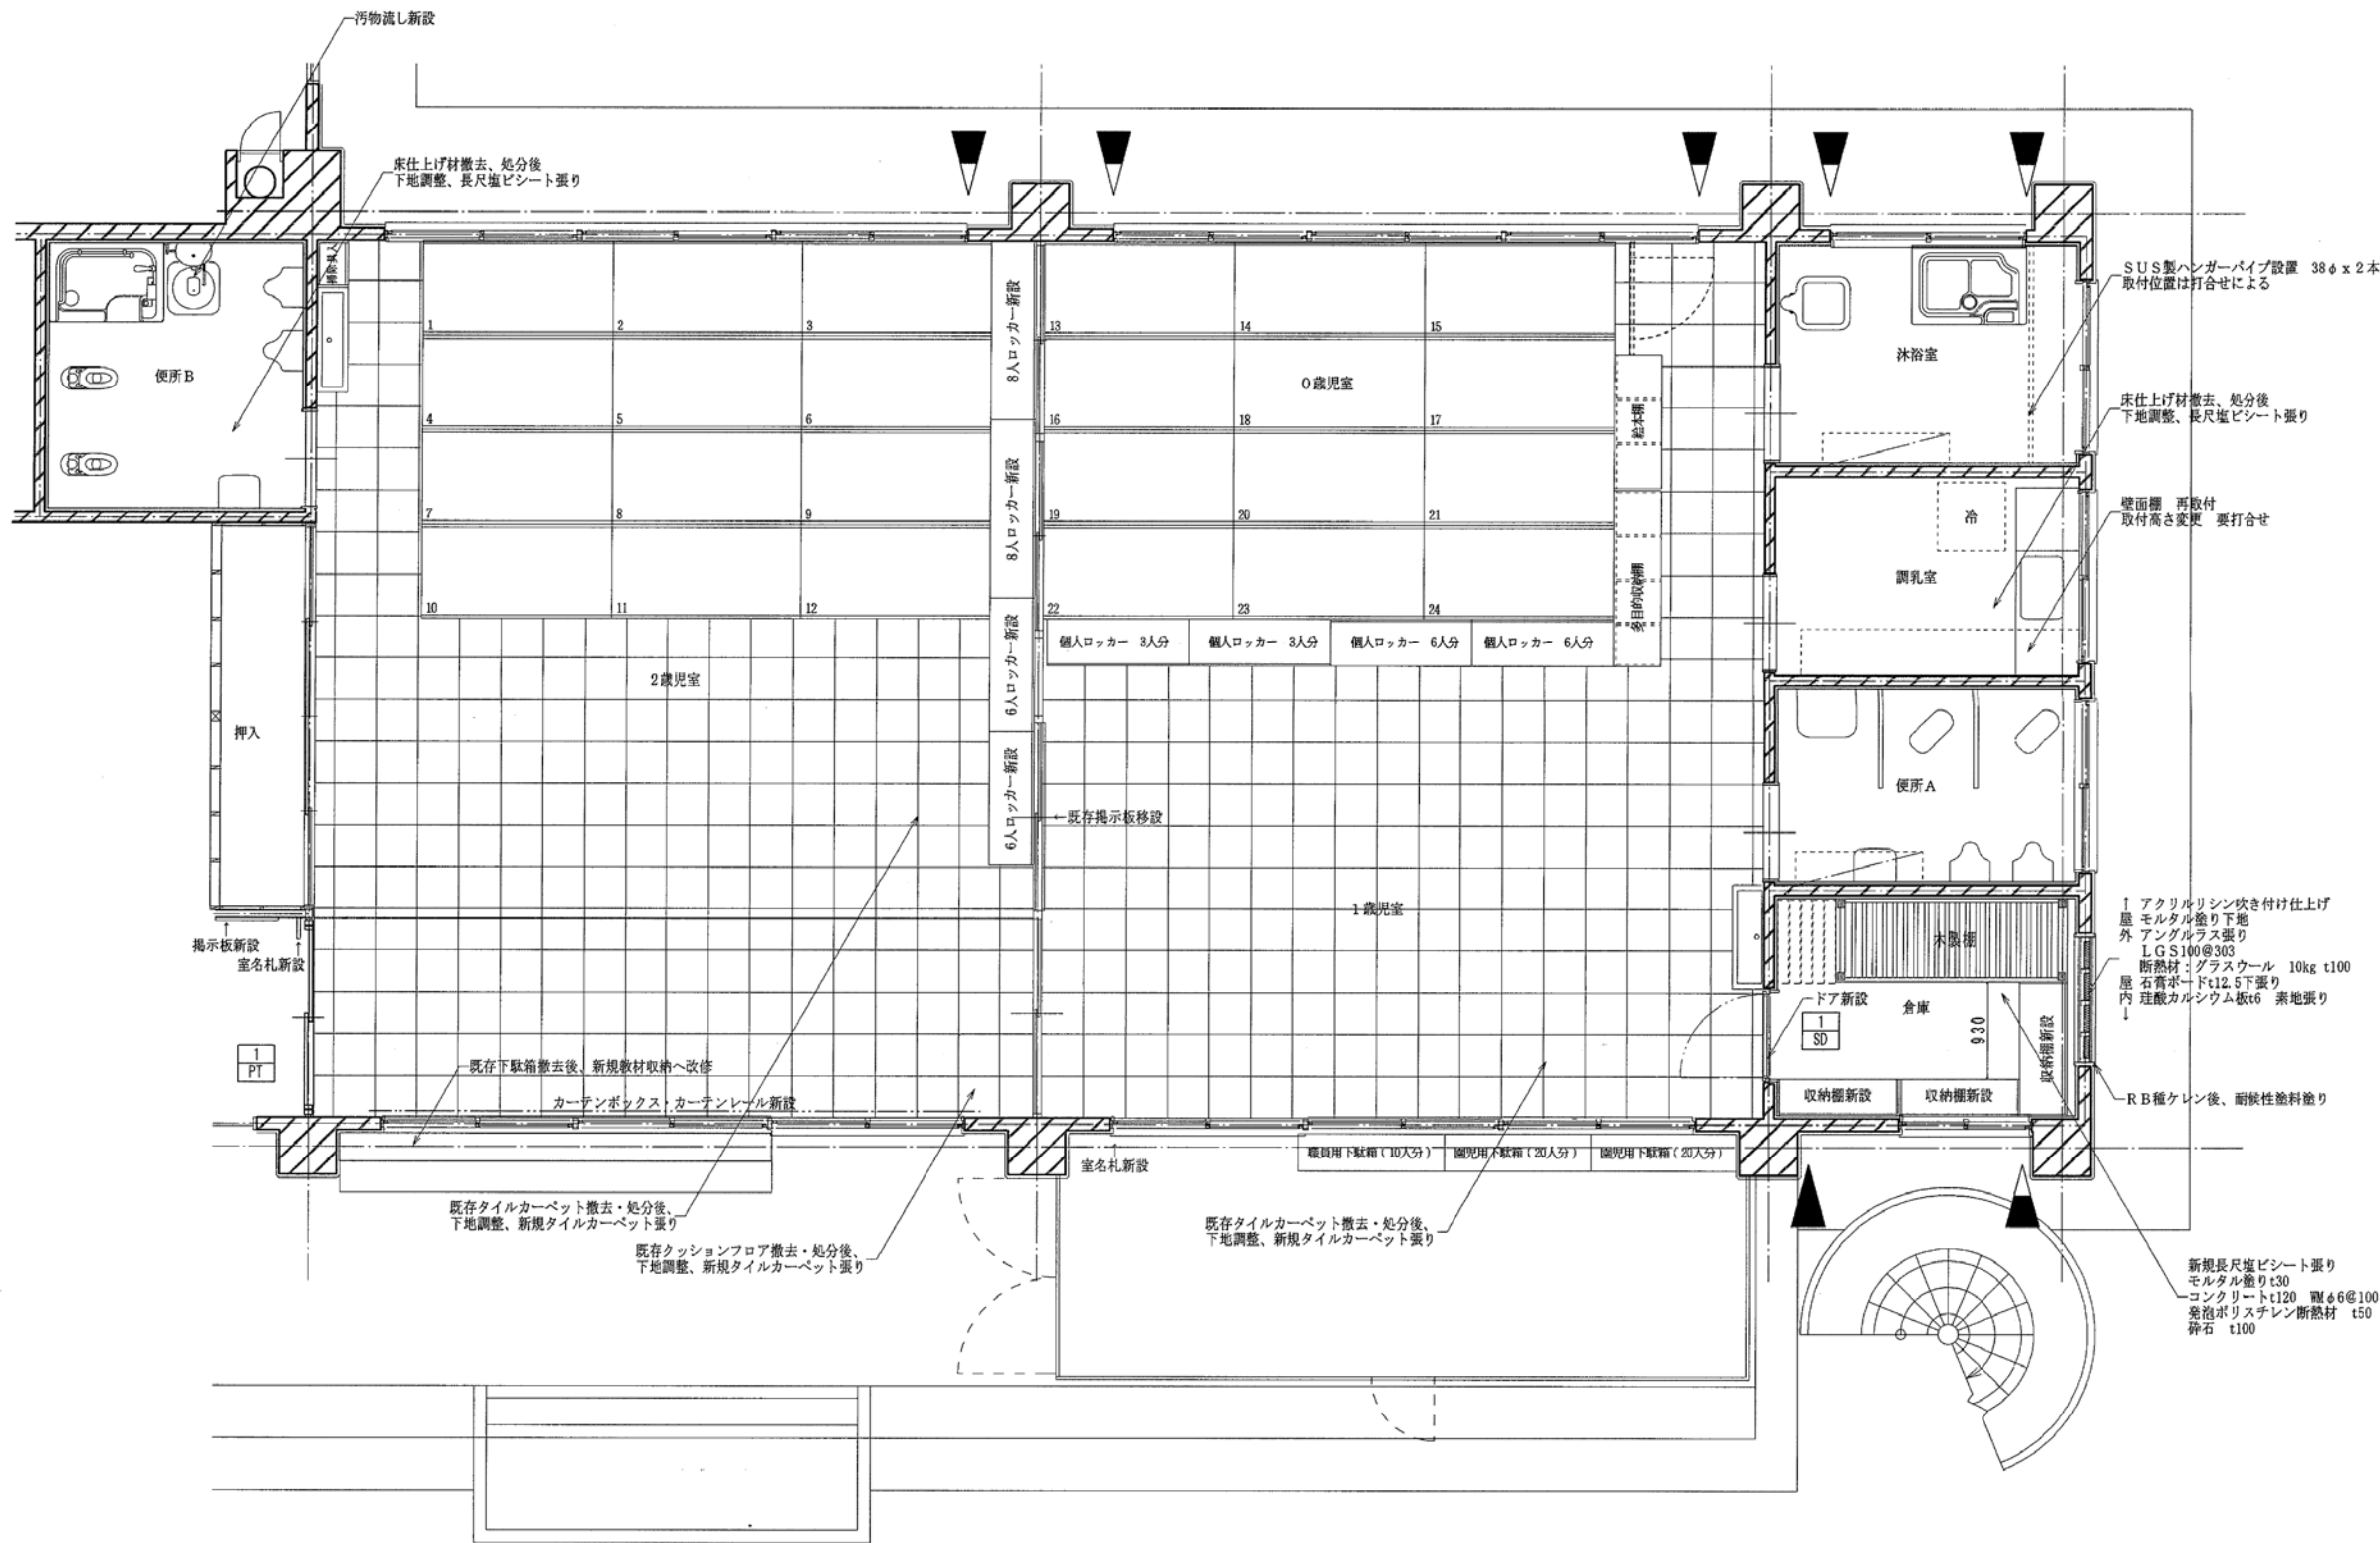 汚物流し新設
床仕上げ材撤去、処分後
下地調整、長尺塩ビシート張り
便所B
1
2
3
4
5
6
7
8
9
10
11
12
8人ロッカー新設
8人ロッカー新設
6人ロッカー新設
6人ロッカー新設
13
14
15
0歳児室
16
18
17
19
20
21
22
23
24
個人ロッカー 3人分
個人ロッカー 3人分
個人ロッカー 6人分
個人ロッカー 6人分
絵本棚
多目的収納棚
沐浴室
SUS製ハンガーパイプ設置 38φx2本
取付位置は打合せによる
床仕上げ材撤去、処分後
下地調整、長尺塩ビシート張り
冷
調乳室
壁面棚 再取付
取付高さ変更 要打合せ
2歳児室
押入
便所A
←既存掲示板移設
1歳児室
掲示板新設
室名札新設
1
PT
既存下駄箱撤去後、新規教材収納へ改修
カーテンボックス・カーテンレール新設
木製棚
ドア新設
倉庫
1
SD
930
収納棚新設
収納棚新設
収納棚新設
↑ アクリルリシン吹き付け仕上げ
屋 モルタル塗り下地
外 アングルラス張り
LGS100@303
断熱材：グラスウール 10kg t100
屋 石膏ボードt12.5下張り
内 珪酸カルシウム板t6 素地張り
↓
RB種ケレン後、耐候性塗料塗り
室名札新設
職員用下駄箱（10人分）
園児用下駄箱（20人分）
園児用下駄箱（20人分）
既存タイルカーペット撤去・処分後、
下地調整、新規タイルカーペット張り
既存クッションフロア撤去・処分後、
下地調整、新規タイルカーペット張り
既存タイルカーペット撤去・処分後、
下地調整、新規タイルカーペット張り
新規長尺塩ビシート張り
モルタル塗りt30
コンクリートt120 WMφ6@100
発泡ポリスチレン断熱材 t50
砕石 t100